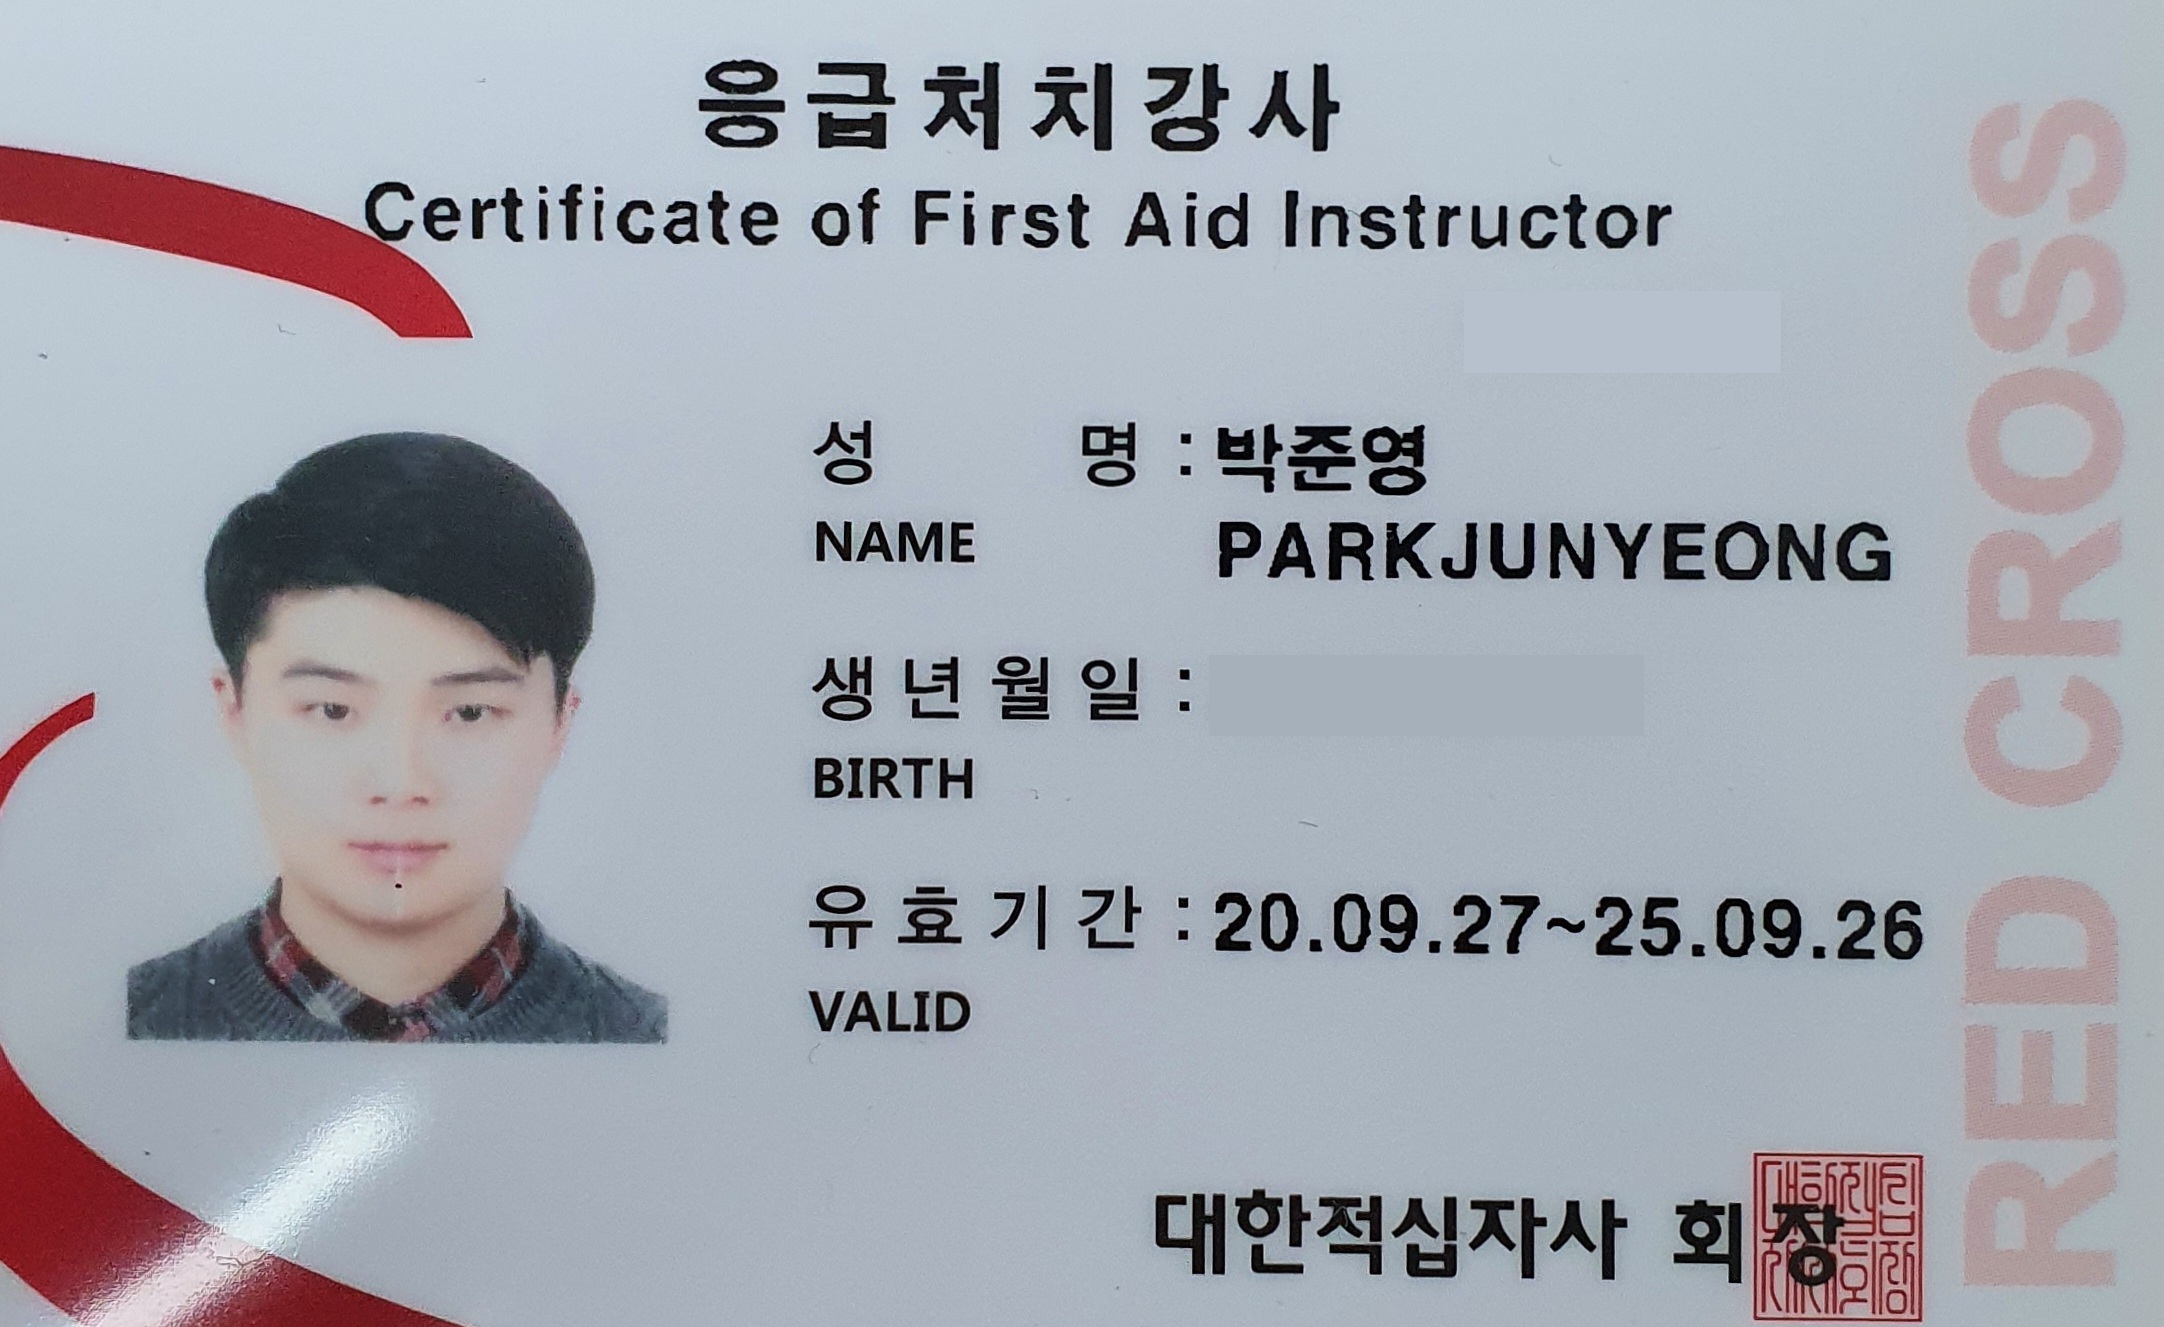 응급처치강사
Certificate of First Aid Instructor
성 명 : 박준영
NAME PARKJUNYEONG
생년월일 :
BIRTH
유효기간 : 20.09.27~25.09.26
VALID
대한적십자사 회장
RED CROSS